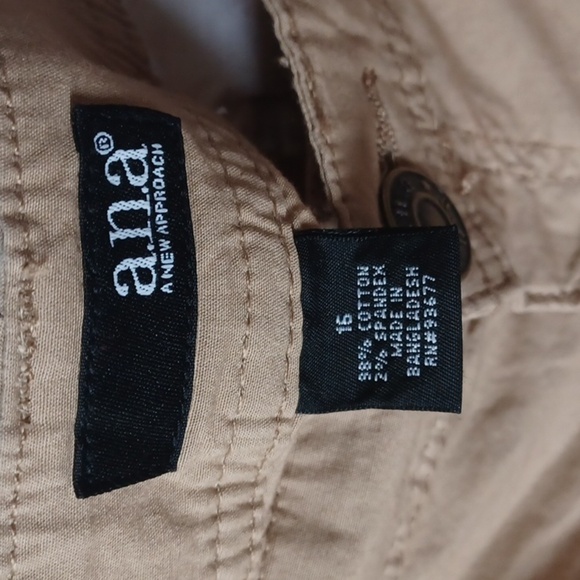 a.n.a®
A NEW APPROACH
16
98% COTTON
2% SPANDEX
MADE IN
BANGLADESH
RN#93677